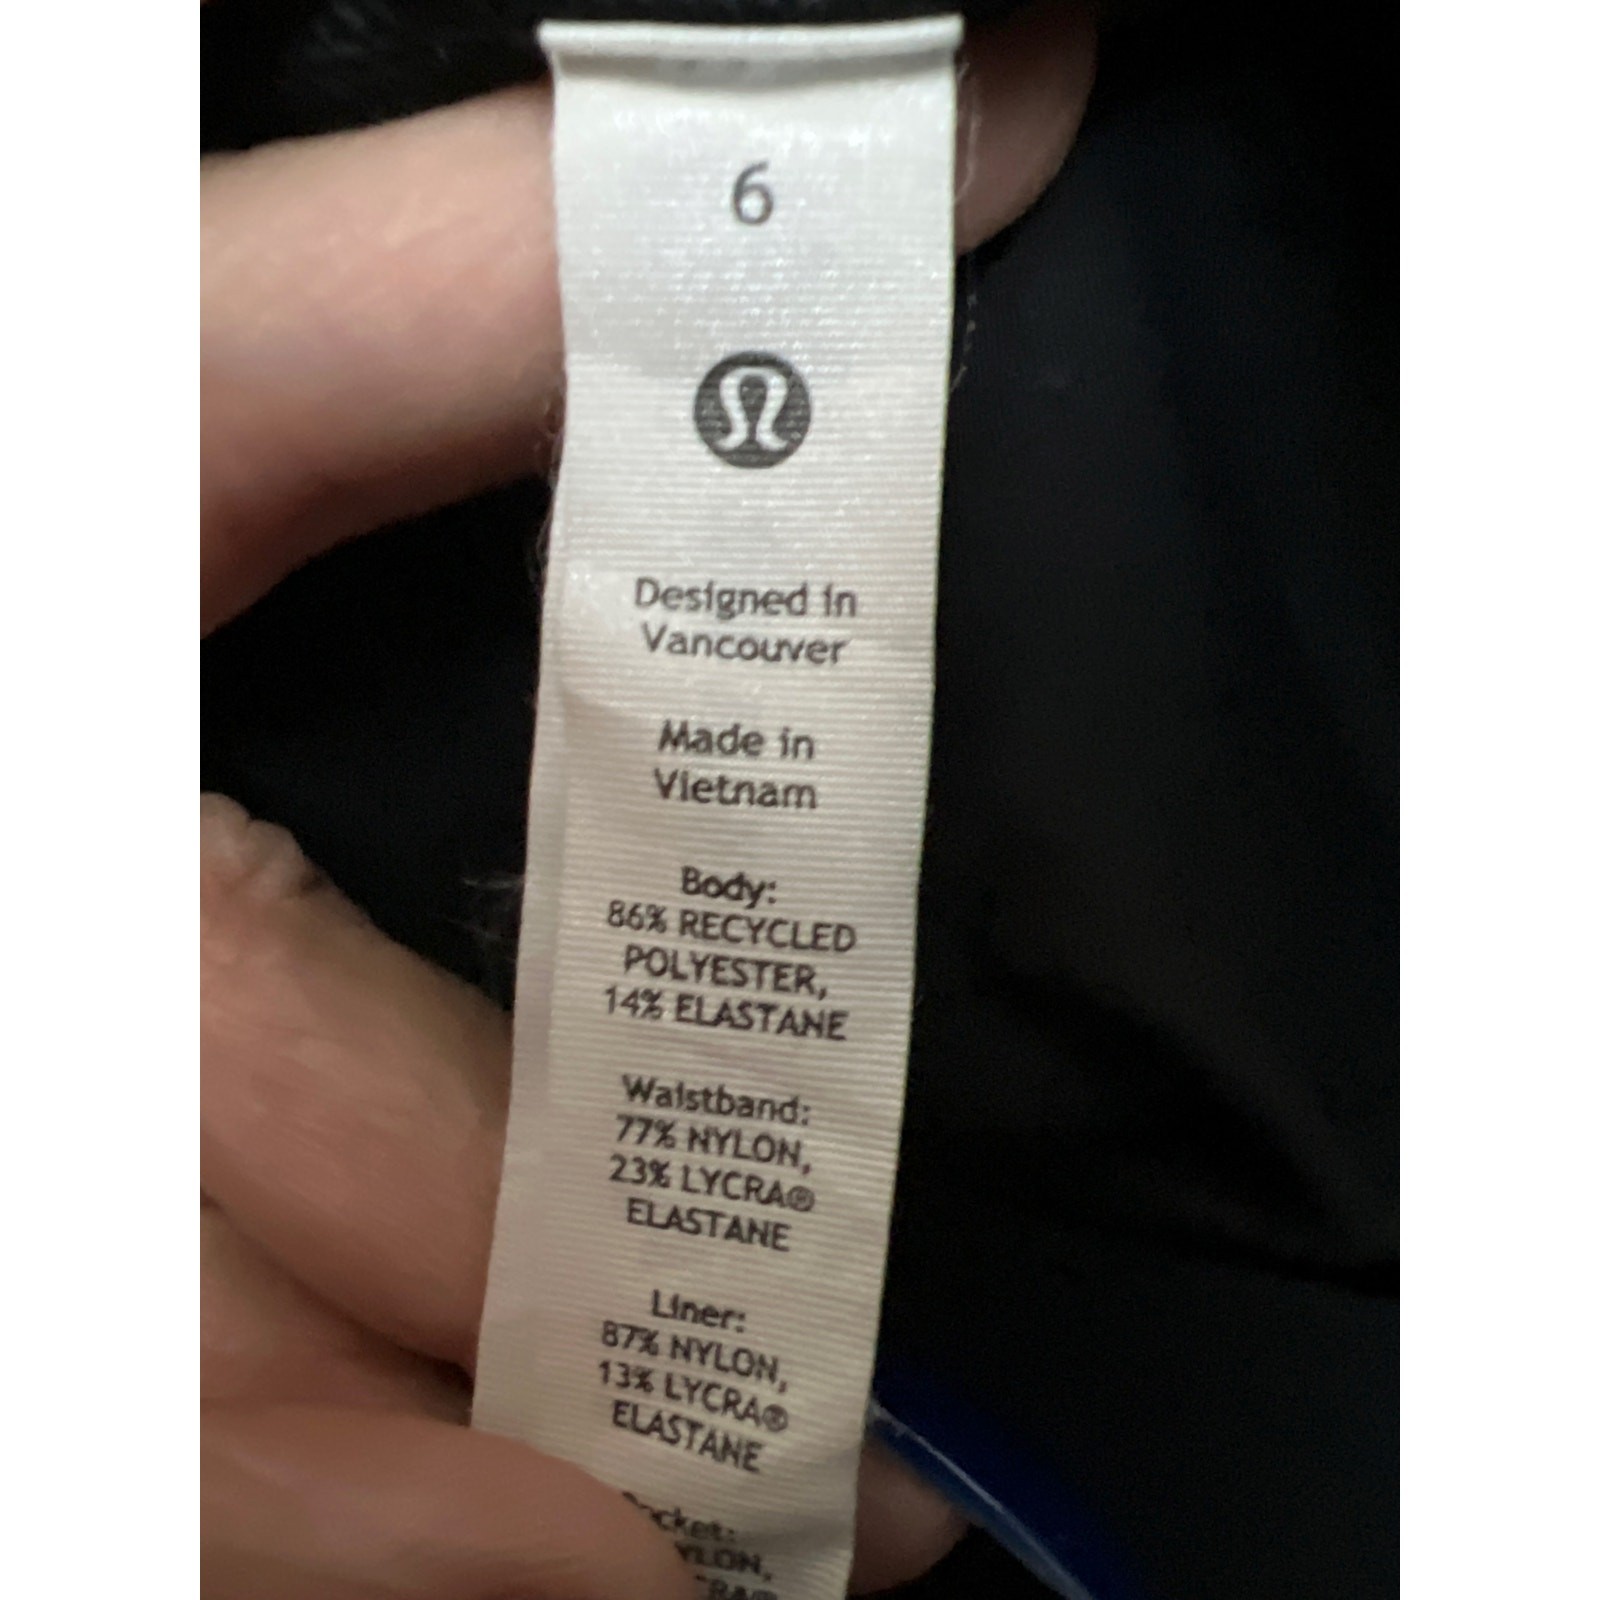 6
Designed in
Vancouver
Made in
Vietnam
Body:
86% RECYCLED
POLYESTER,
14% ELASTANE
Waistband:
77% NYLON,
23% LYCRA®
ELASTANE
Liner:
87% NYLON,
13% LYCRA®
ELASTANE